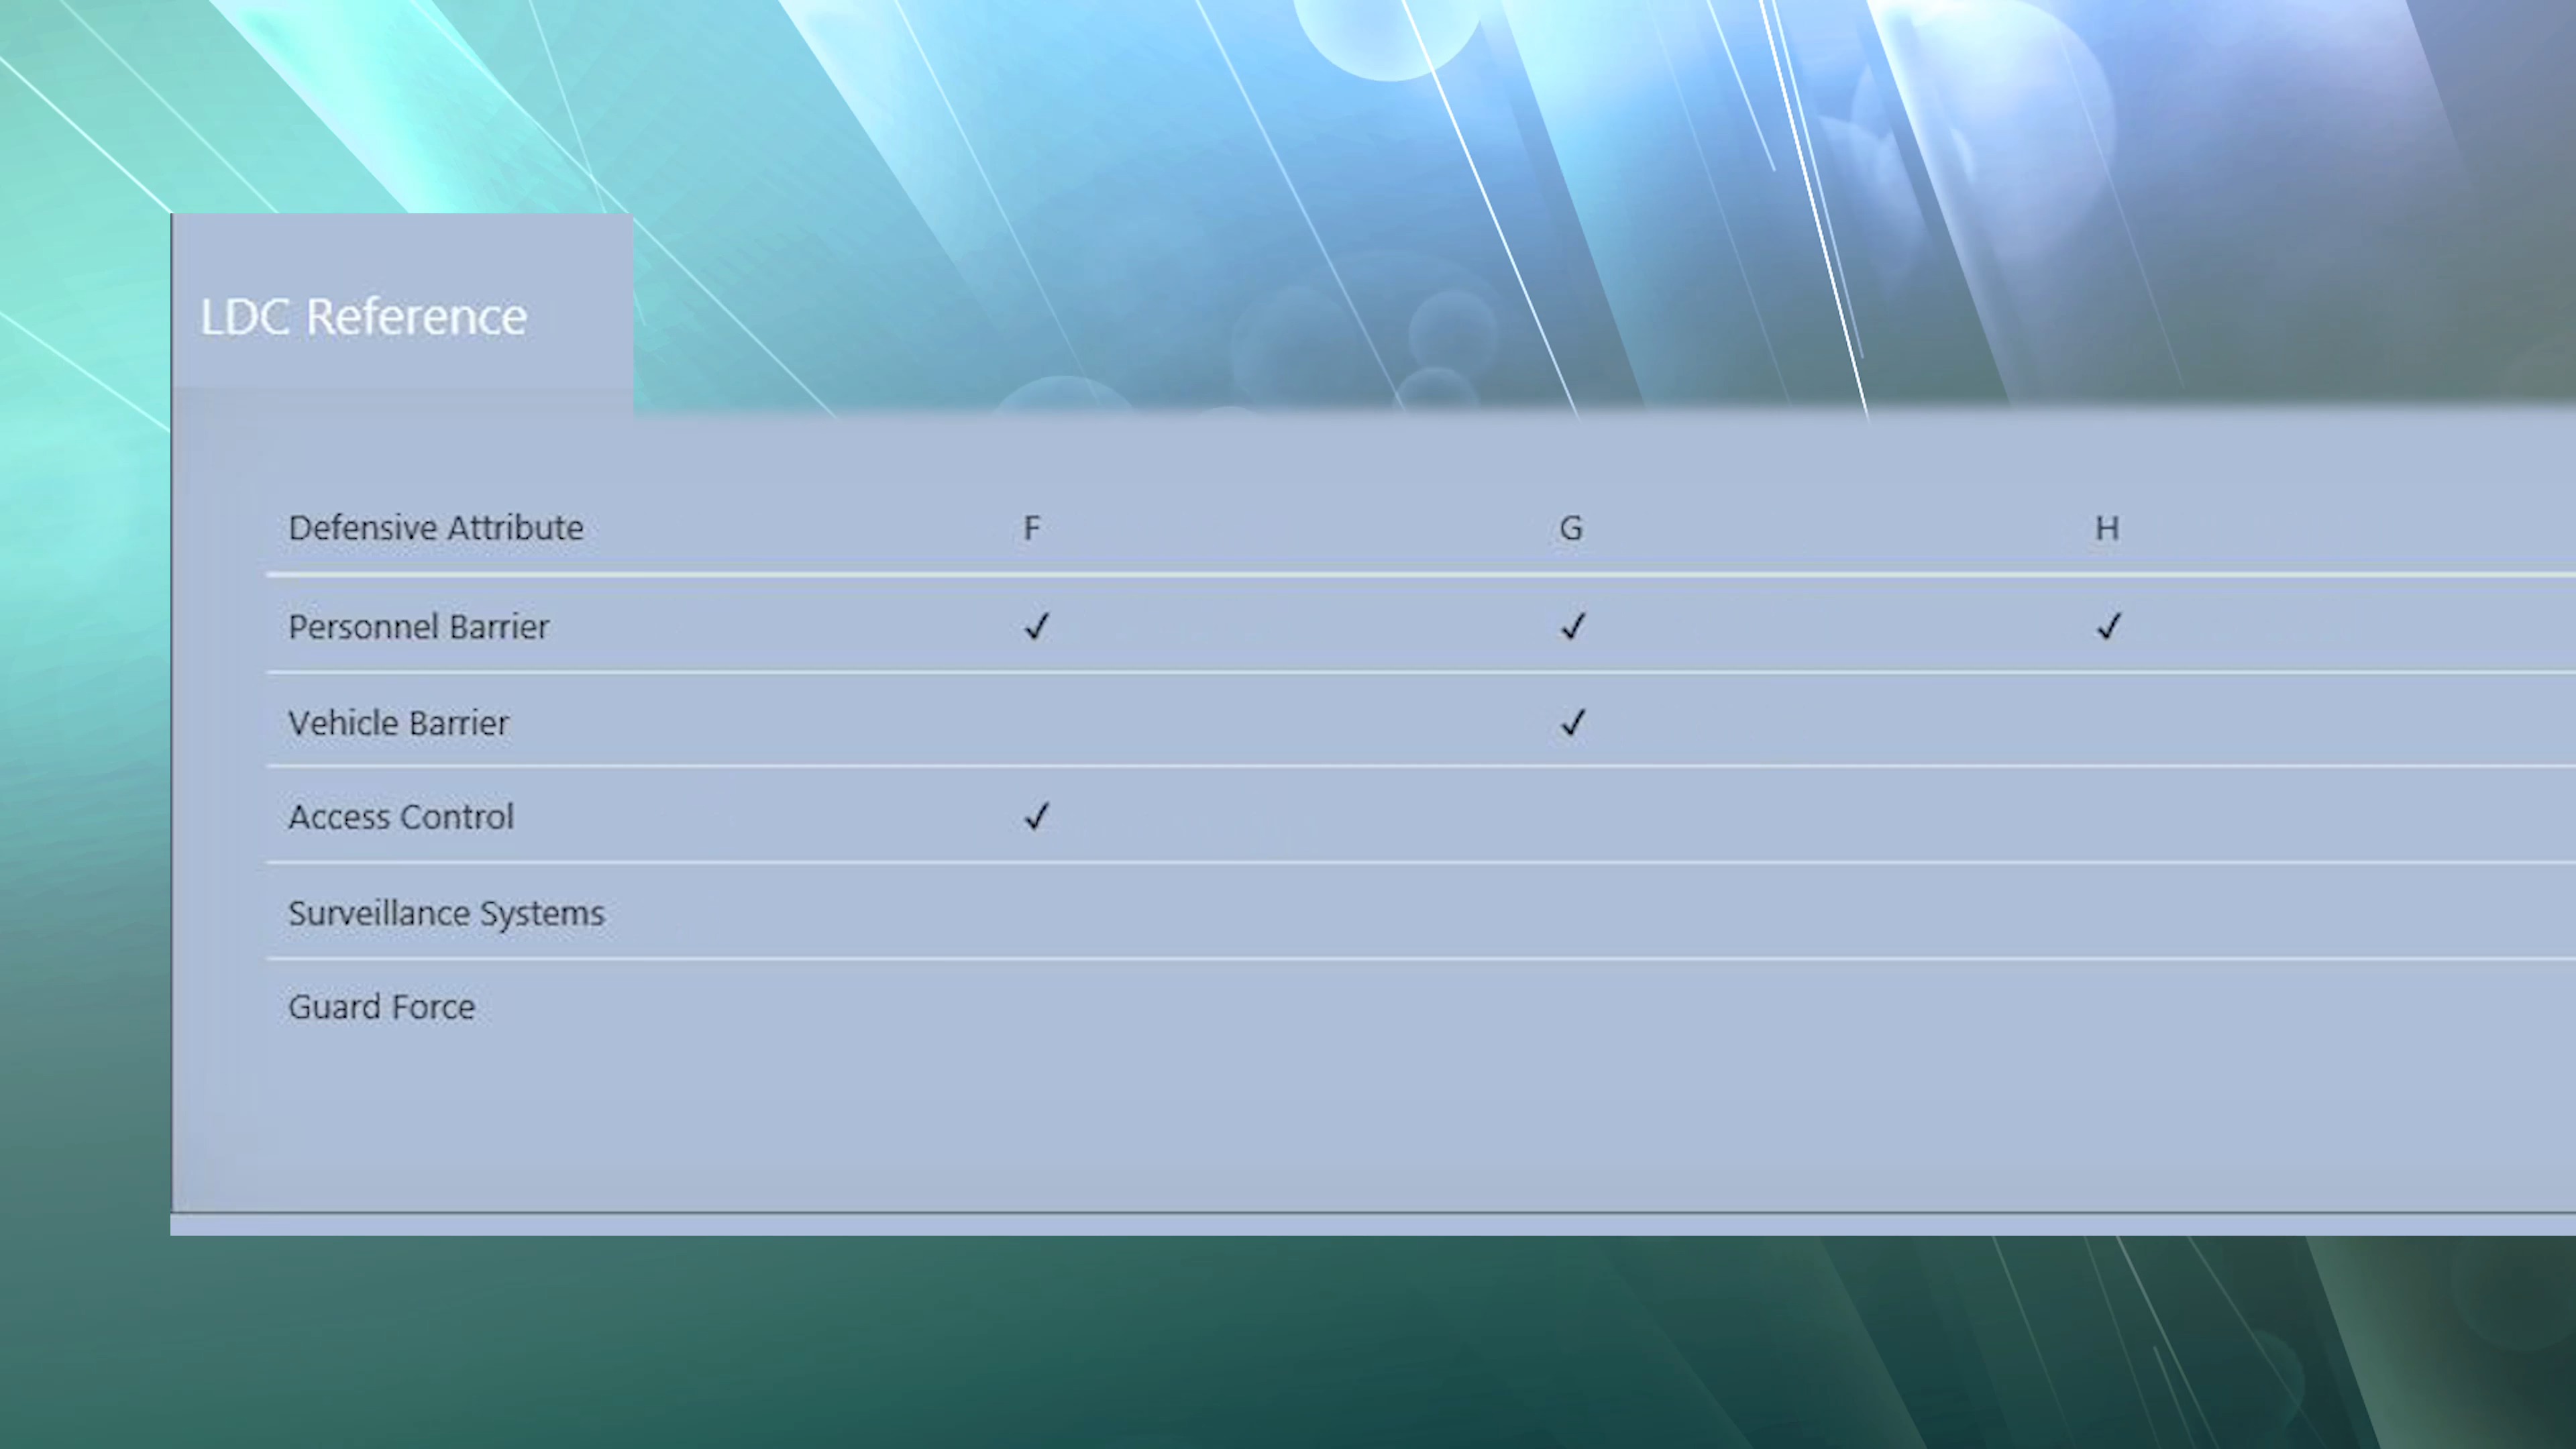 LDC Reference
Defensive Attribute F G H
Personnel Barrier ✓ ✓ ✓
Vehicle Barrier ✓
Access Control ✓
Surveillance Systems
Guard Force